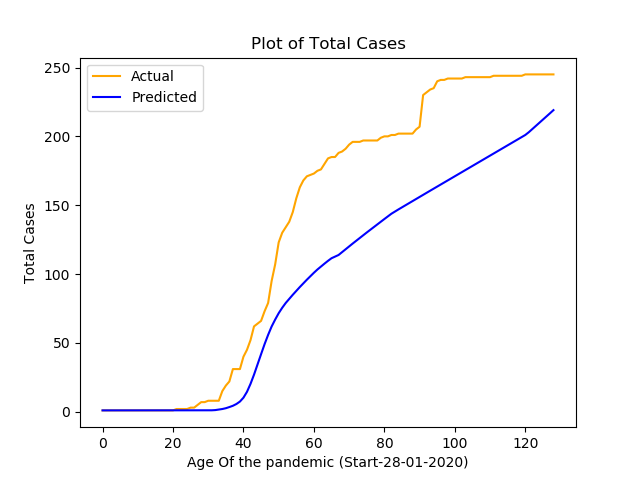 Plot of Total Cases
Actual
Predicted
250
200
150
100
50
0
Total Cases
0 20 40 60 80 100 120
Age Of the pandemic (Start-28-01-2020)